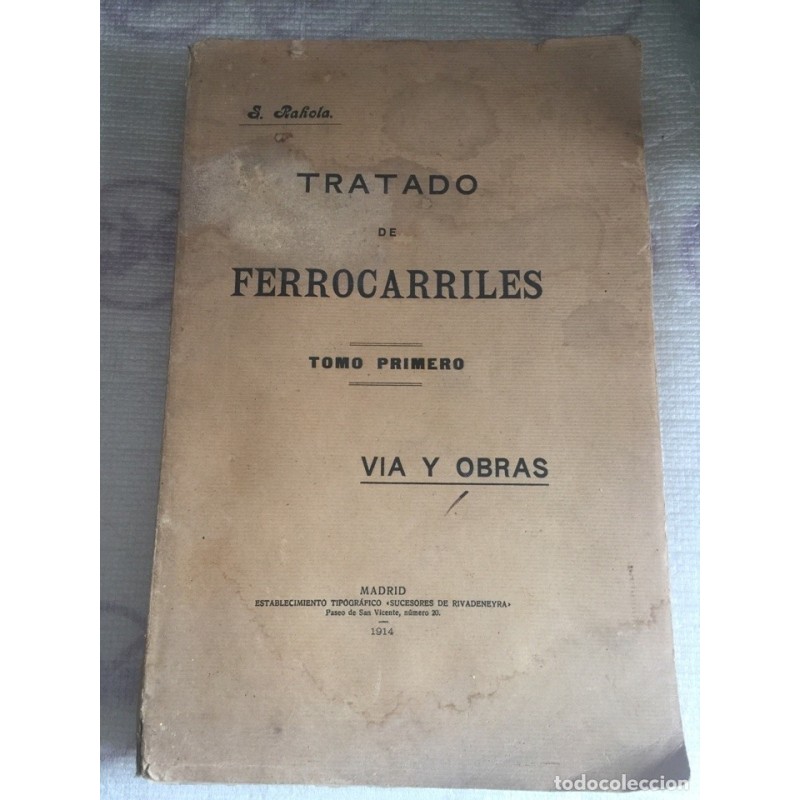 S. Rahola.
TRATADO
DE
FERROCARRILES
TOMO PRIMERO
VIA Y OBRAS
MADRID
ESTABLECIMIENTO TIPOGRÁFICO «SUCESORES DE RIVADENEYRA»
Paseo de San Vicente, número 20.
1914
todocoleccion